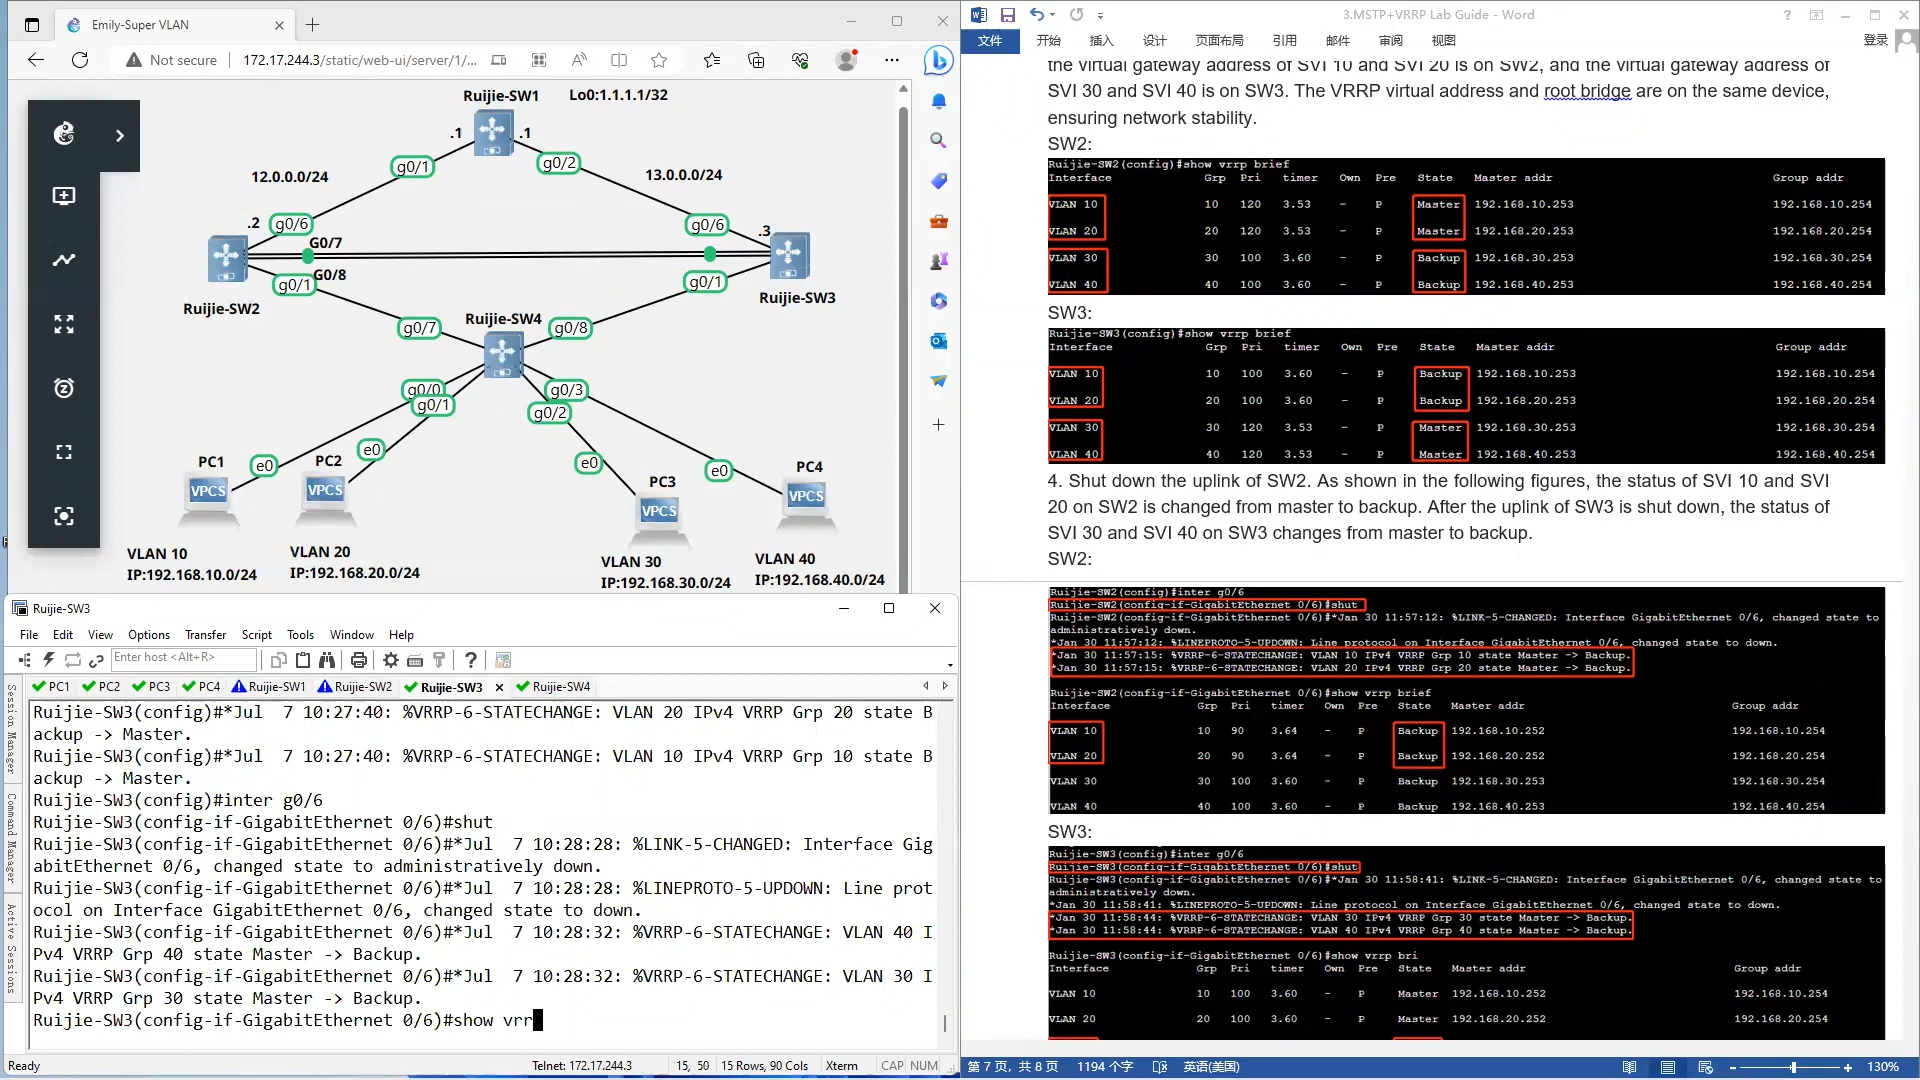 Emily-Super VLAN
Not secure
172.17.244.3/static/web-ui/server/1/...
Ruijie-SW1
Lo0:1.1.1.1/32
.1
.1
g0/1
g0/2
12.0.0.0/24
13.0.0.0/24
.2
g0/6
g0/6
.3
G0/7
G0/8
g0/1
g0/1
Ruijie-SW2
Ruijie-SW3
Ruijie-SW4
g0/7
g0/8
g0/0
g0/1
g0/3
g0/2
e0
e0
e0
e0
PC1
PC2
PC3
PC4
VPCS
VPCS
VPCS
VPCS
VLAN 10
IP:192.168.10.0/24
VLAN 20
IP:192.168.20.0/24
VLAN 30
IP:192.168.30.0/24
VLAN 40
IP:192.168.40.0/24
Ruijie-SW3
File Edit View Options Transfer Script Tools Window Help
Enter host <Alt+R>
PC1 PC2 PC3 PC4 Ruijie-SW1 Ruijie-SW2 Ruijie-SW3 Ruijie-SW4
Session Manager
Command Manager
Active Sessions
Ruijie-SW3(config)#*Jul  7 10:27:40: %VRRP-6-STATECHANGE: VLAN 20 IPv4 VRRP Grp 20 state B
ackup -> Master.
Ruijie-SW3(config)#*Jul  7 10:27:40: %VRRP-6-STATECHANGE: VLAN 10 IPv4 VRRP Grp 10 state B
ackup -> Master.
Ruijie-SW3(config)#inter g0/6
Ruijie-SW3(config-if-GigabitEthernet 0/6)#shut
Ruijie-SW3(config-if-GigabitEthernet 0/6)#*Jul  7 10:28:28: %LINK-5-CHANGED: Interface Gig
abitEthernet 0/6, changed state to administratively down.
Ruijie-SW3(config-if-GigabitEthernet 0/6)#*Jul  7 10:28:28: %LINEPROTO-5-UPDOWN: Line prot
ocol on Interface GigabitEthernet 0/6, changed state to down.
Ruijie-SW3(config-if-GigabitEthernet 0/6)#*Jul  7 10:28:32: %VRRP-6-STATECHANGE: VLAN 40 I
Pv4 VRRP Grp 40 state Master -> Backup.
Ruijie-SW3(config-if-GigabitEthernet 0/6)#*Jul  7 10:28:32: %VRRP-6-STATECHANGE: VLAN 30 I
Pv4 VRRP Grp 30 state Master -> Backup.
Ruijie-SW3(config-if-GigabitEthernet 0/6)#show vrr
Ready
Telnet: 172.17.244.3
15, 50
15 Rows, 90 Cols
Xterm
CAP NUM
3.MSTP+VRRP Lab Guide - Word
文件 开始 插入 设计 页面布局 引用 邮件 审阅 视图
登录
the virtual gateway address of SVI 10 and SVI 20 is on SW2, and the virtual gateway address of
SVI 30 and SVI 40 is on SW3. The VRRP virtual address and root bridge are on the same device,
ensuring network stability.
SW2:
Ruijie-SW2(config)#show vrrp brief
Interface Grp Pri timer Own Pre State Master addr Group addr
VLAN 10 10 120 3.53 - P Master 192.168.10.253 192.168.10.254
VLAN 20 20 120 3.53 - P Master 192.168.20.253 192.168.20.254
VLAN 30 30 100 3.60 - P Backup 192.168.30.253 192.168.30.254
VLAN 40 40 100 3.60 - P Backup 192.168.40.253 192.168.40.254
SW3:
Ruijie-SW3(config)#show vrrp brief
Interface Grp Pri timer Own Pre State Master addr Group addr
VLAN 10 10 100 3.60 - P Backup 192.168.10.253 192.168.10.254
VLAN 20 20 100 3.60 - P Backup 192.168.20.253 192.168.20.254
VLAN 30 30 120 3.53 - P Master 192.168.30.253 192.168.30.254
VLAN 40 40 120 3.53 - P Master 192.168.40.253 192.168.40.254
4. Shut down the uplink of SW2. As shown in the following figures, the status of SVI 10 and SVI
20 on SW2 is changed from master to backup. After the uplink of SW3 is shut down, the status of
SVI 30 and SVI 40 on SW3 changes from master to backup.
SW2:
Ruijie-SW2(config)#inter g0/6
Ruijie-SW2(config-if-GigabitEthernet 0/6)#shut
Ruijie-SW2(config-if-GigabitEthernet 0/6)#*Jan 30 11:57:12: %LINK-5-CHANGED: Interface GigabitEthernet 0/6, changed state to
administratively down.
*Jan 30 11:57:12: %LINEPROTO-5-UPDOWN: Line protocol on Interface GigabitEthernet 0/6, changed state to down.
*Jan 30 11:57:15: %VRRP-6-STATECHANGE: VLAN 10 IPv4 VRRP Grp 10 state Master -> Backup.
*Jan 30 11:57:15: %VRRP-6-STATECHANGE: VLAN 20 IPv4 VRRP Grp 20 state Master -> Backup.
Ruijie-SW2(config-if-GigabitEthernet 0/6)#show vrrp brief
Interface Grp Pri timer Own Pre State Master addr Group addr
VLAN 10 10 90 3.64 - P Backup 192.168.10.252 192.168.10.254
VLAN 20 20 90 3.64 - P Backup 192.168.20.252 192.168.20.254
VLAN 30 30 100 3.60 - P Backup 192.168.30.253 192.168.30.254
VLAN 40 40 100 3.60 - P Backup 192.168.40.253 192.168.40.254
SW3:
Ruijie-SW3(config)#inter g0/6
Ruijie-SW3(config-if-GigabitEthernet 0/6)#shut
Ruijie-SW3(config-if-GigabitEthernet 0/6)#*Jan 30 11:58:41: %LINK-5-CHANGED: Interface GigabitEthernet 0/6, changed state to
administratively down.
*Jan 30 11:58:41: %LINEPROTO-5-UPDOWN: Line protocol on Interface GigabitEthernet 0/6, changed state to down.
*Jan 30 11:58:44: %VRRP-6-STATECHANGE: VLAN 30 IPv4 VRRP Grp 30 state Master -> Backup.
*Jan 30 11:58:44: %VRRP-6-STATECHANGE: VLAN 40 IPv4 VRRP Grp 40 state Master -> Backup.
Ruijie-SW3(config-if-GigabitEthernet 0/6)#show vrrp bri
Interface Grp Pri timer Own Pre State Master addr Group addr
VLAN 10 10 100 3.60 - P Master 192.168.10.252 192.168.10.254
VLAN 20 20 100 3.60 - P Master 192.168.20.252 192.168.20.254
第 7 页，共 8 页 1194 个字 英语(美国)
130%